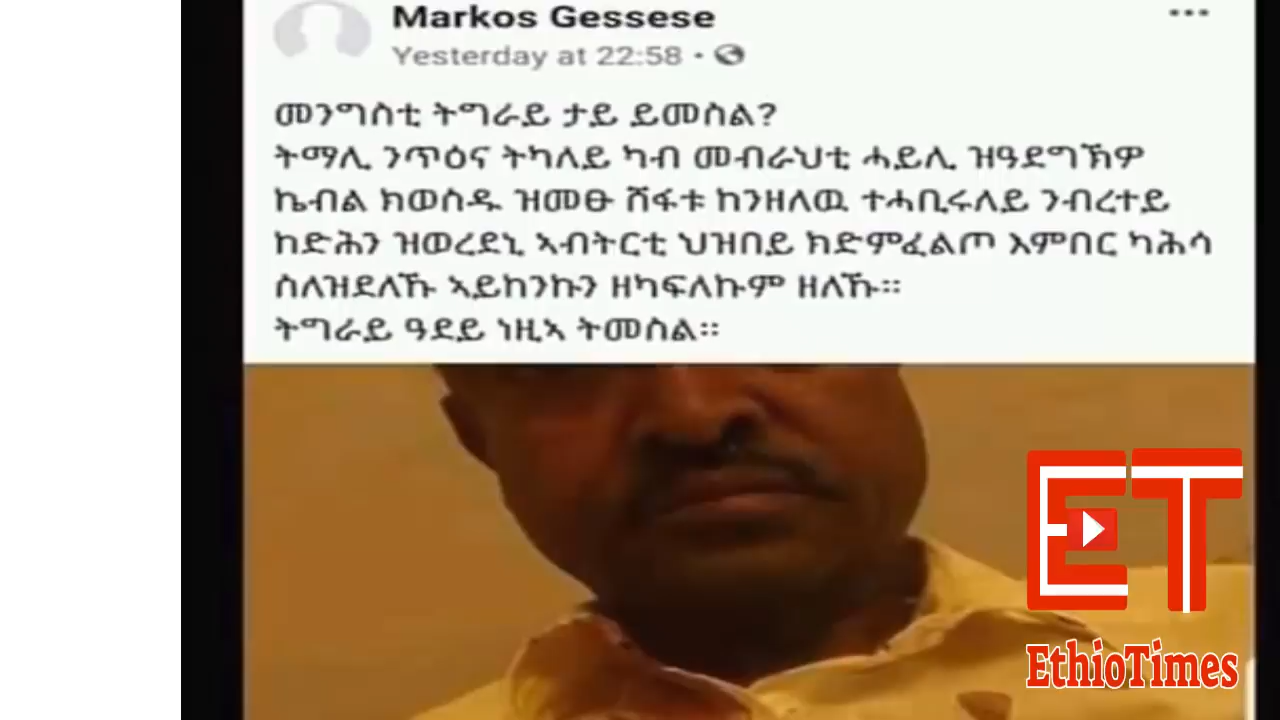 Markos Gessese
Yesterday at 22:58 ·
መንግስቲ ትግራይ ታይ ይመስል?
ትማሊ ንጥዕና ትካለይ ካብ መብራህቲ ሓይሊ ዝዓደግኽዎ
ኬብል ክወስዱ ዝመፁ ሸፋቱ ከንዘለዉ ተሓቢሩለይ ንብረተይ
ከድሕን ዝወረደኒ ኣብትርቲ ህዝበይ ክድምፈልጦ እምበር ካሕሳ
ስለዝደለኹ ኣይከንኩን ዘካፍለኩም ዘለኹ።
ትግራይ ዓደይ ነዚኣ ትመስል።
ET
EthioTimes